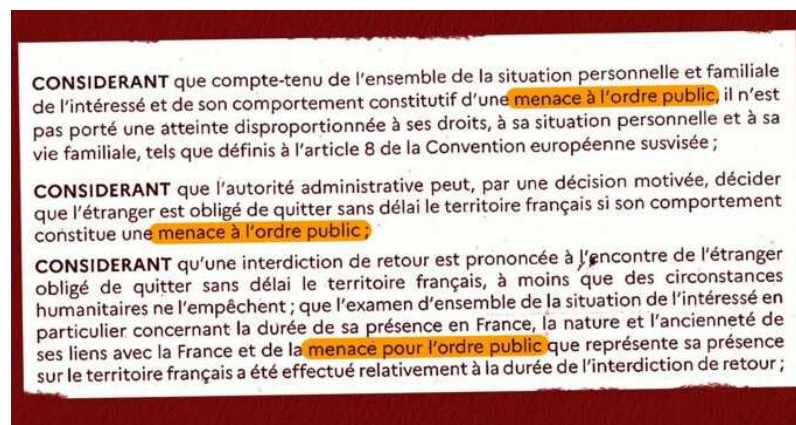 CONSIDERANT que compte-tenu de l'ensemble de la situation personnelle et familiale
de l'intéressé et de son comportement constitutif d'une menace à l'ordre public, il n'est
pas porté une atteinte disproportionnée à ses droits, à sa situation personnelle et à sa
vie familiale, tels que définis à l'article 8 de la Convention européenne susvisée ;
CONSIDERANT que l'autorité administrative peut, par une décision motivée, décider
que l'étranger est obligé de quitter sans délai le territoire français si son comportement
constitue une menace à l'ordre public ;
CONSIDERANT qu'une interdiction de retour est prononcée à l'encontre de l'étranger
obligé de quitter sans délai le territoire français, à moins que des circonstances
humanitaires ne l'empêchent ; que l'examen d'ensemble de la situation de l'intéressé en
particulier concernant la durée de sa présence en France, la nature et l'ancienneté de
ses liens avec la France et de la menace pour l'ordre public que représente sa présence
sur le territoire français a été effectué relativement à la durée de l'interdiction de retour ;